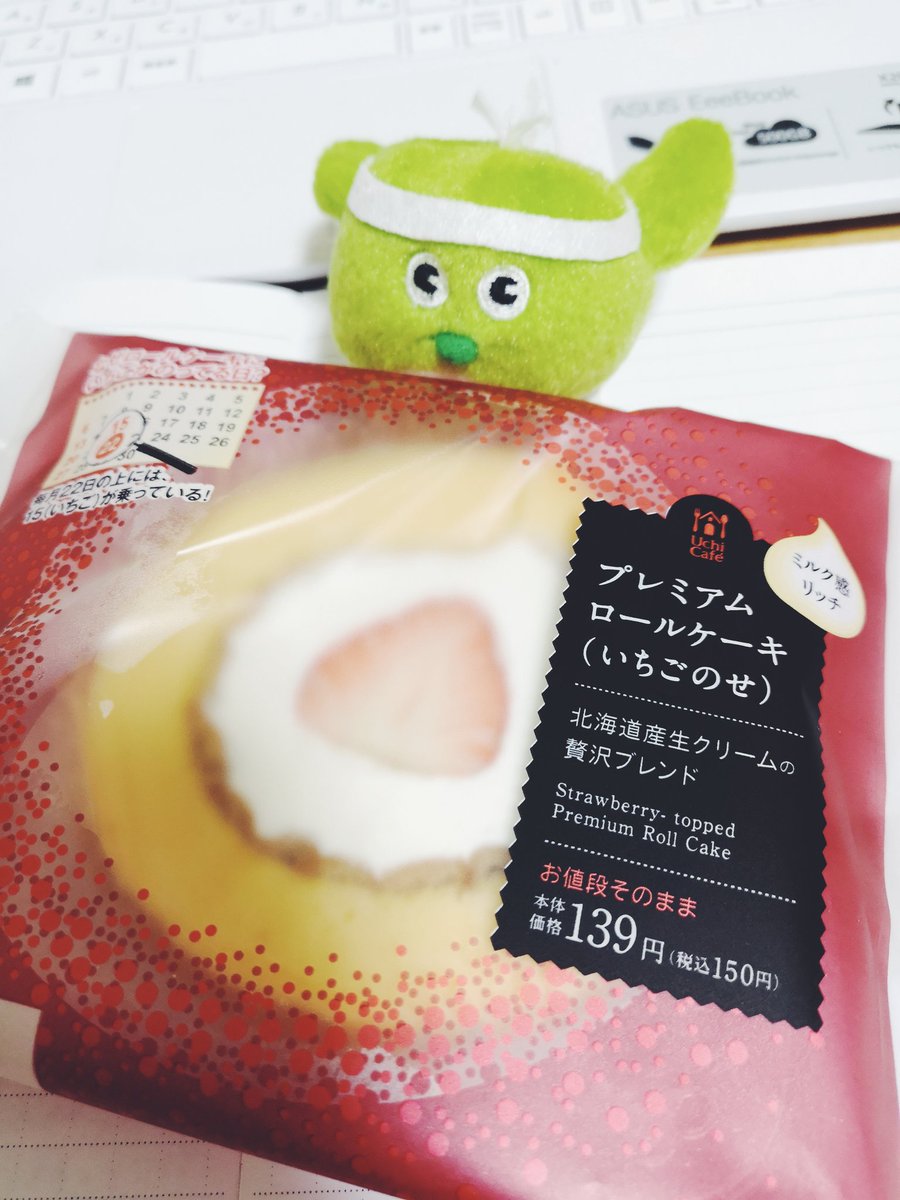 ASUS EeeBook
500GB
1 2 3 4 5
9 10 11 12
15
17 18 19
22
24 25 26
30
毎月22日の上には、
15(いちご)が乗っている!
Uchi
Café
ミルク感
リッチ
プレミアム
ロールケーキ
(いちごのせ)
北海道産生クリームの
贅沢ブレンド
Strawberry- topped
Premium Roll Cake
お値段そのまま
本体
価格139円(税込150円)